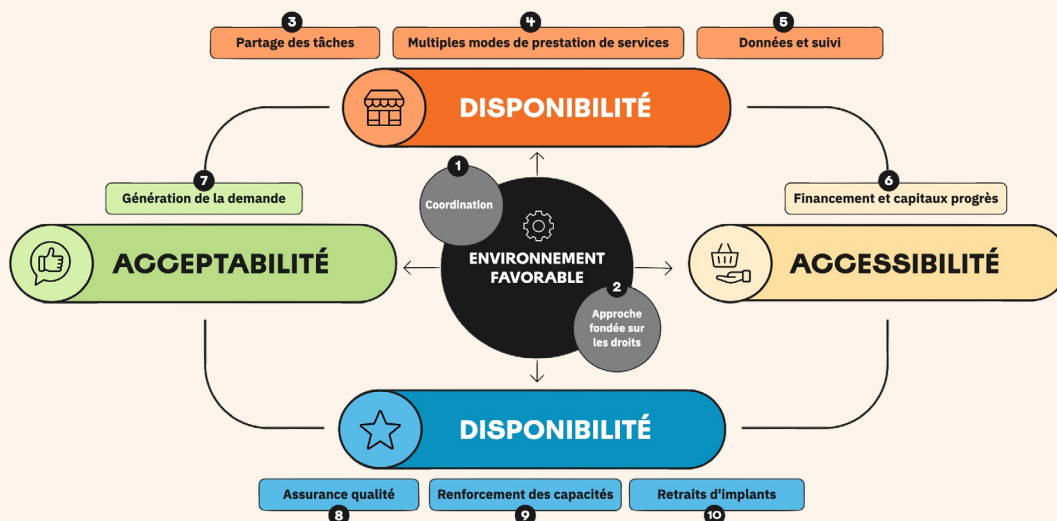 3
4
5
Partage des tâches
Multiples modes de prestation de services
Données et suivi
DISPONIBILITÉ
1
Coordination
7
Génération de la demande
6
Financement et capitaux progrès
ACCEPTABILITÉ
ENVIRONNEMENT
FAVORABLE
ACCESSIBILITÉ
2
Approche
fondée sur
les droits
DISPONIBILITÉ
Assurance qualité
Renforcement des capacités
Retraits d'implants
8
9
10